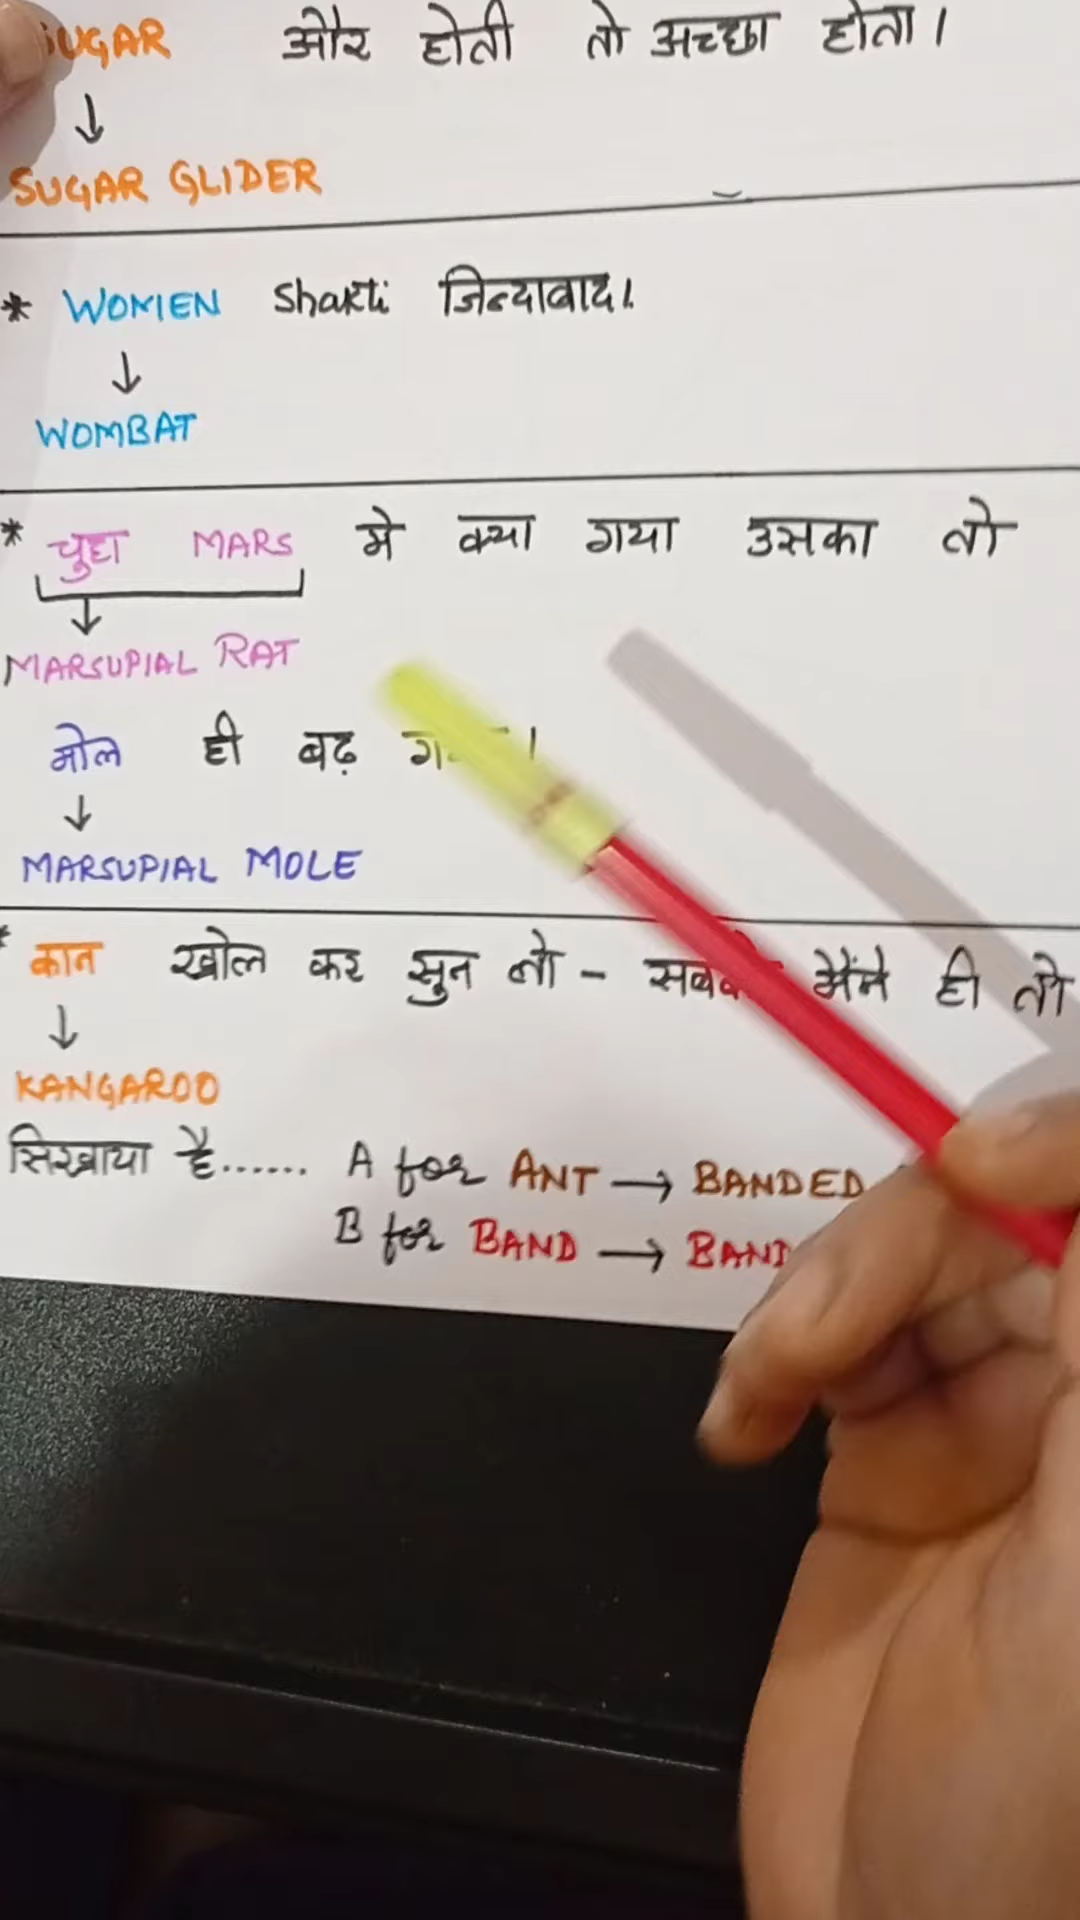 SUGAR और होती तो अच्छा होता।
↓
SUGAR GLIDER
* WOMEN Shakti जिन्दाबाद।
↓
WOMBAT
* चुहा MARS मे क्या गया उसका तो
↓
MARSUPIAL RAT
मोल ही बढ़
↓
MARSUPIAL MOLE
* कान खोल कर सुन लो - मैंने ही तो
↓
KANGAROO
सिखाया है...... A for ANT → BANDED
B for BAND →